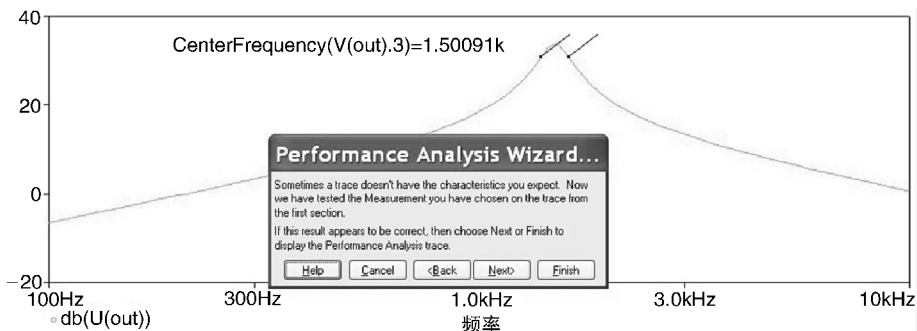 40
CenterFrequency(V(out).3)=1.50091k
20
Performance Analysis Wizard...
Sometimes a trace doesn't have the characteristics you expect. Now
we have tested the Measurement you have chosen on the trace from
the first section.
If this result appears to be correct, then choose Next or Finish to
display the Performance Analysis trace.
Help Cancel <Back Next> Finish
0
-20
100Hz 300Hz 1.0kHz 3.0kHz 10kHz
db(U(out))
频率